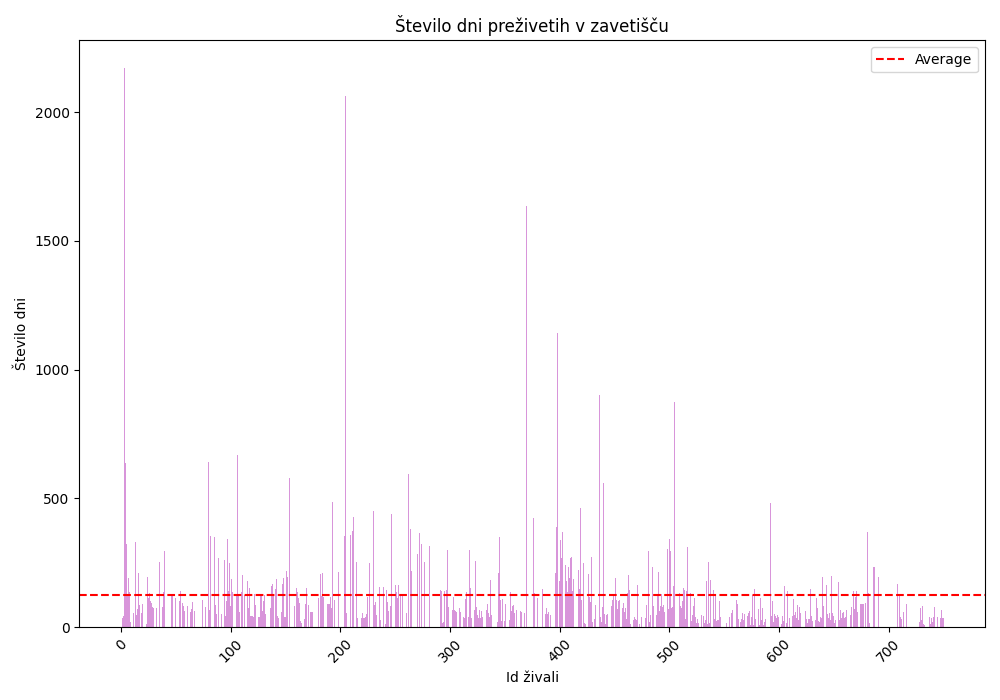 Število dni preživetih v zavetišču
Average
2000
1500
1000
500
0
Število dni
0 100 200 300 400 500 600 700
Id živali